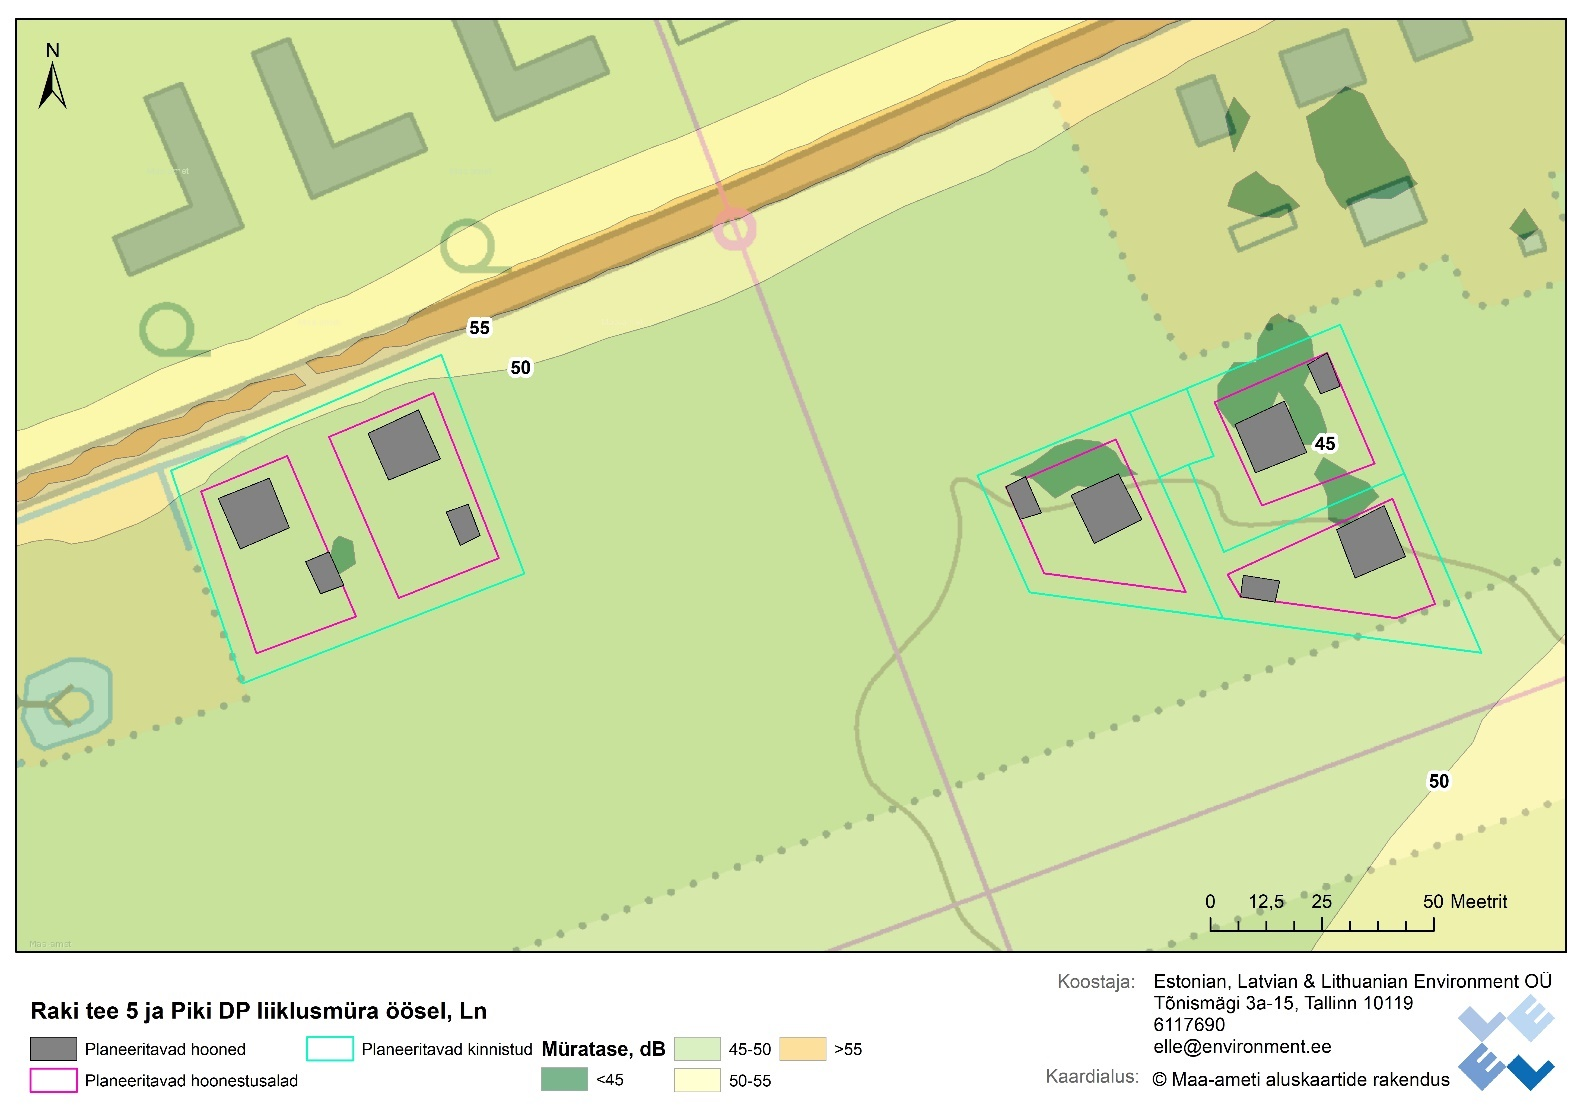 N
55
50
45
50
0 12,5 25 50 Meetrit
Maa-amet
Raki tee 5 ja Piki DP liiklusmüra öösel, Ln
Planeeritavad hooned
Planeeritavad kinnistud
Planeeritavad hoonestusalad
Müratase, dB
45-50
>55
<45
50-55
Koostaja: Estonian, Latvian & Lithuanian Environment OÜ
Tõnismägi 3a-15, Tallinn 10119
6117690
elle@environment.ee
Kaardialus: © Maa-ameti aluskaartide rakendus